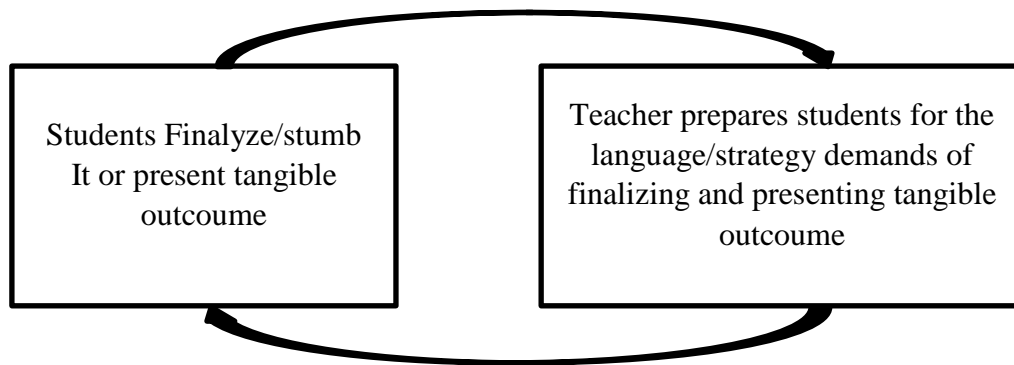 Students Finalyze/stumb
It or present tangible
outcoume
Teacher prepares students for the
language/strategy demands of
finalizing and presenting tangible
outcoume